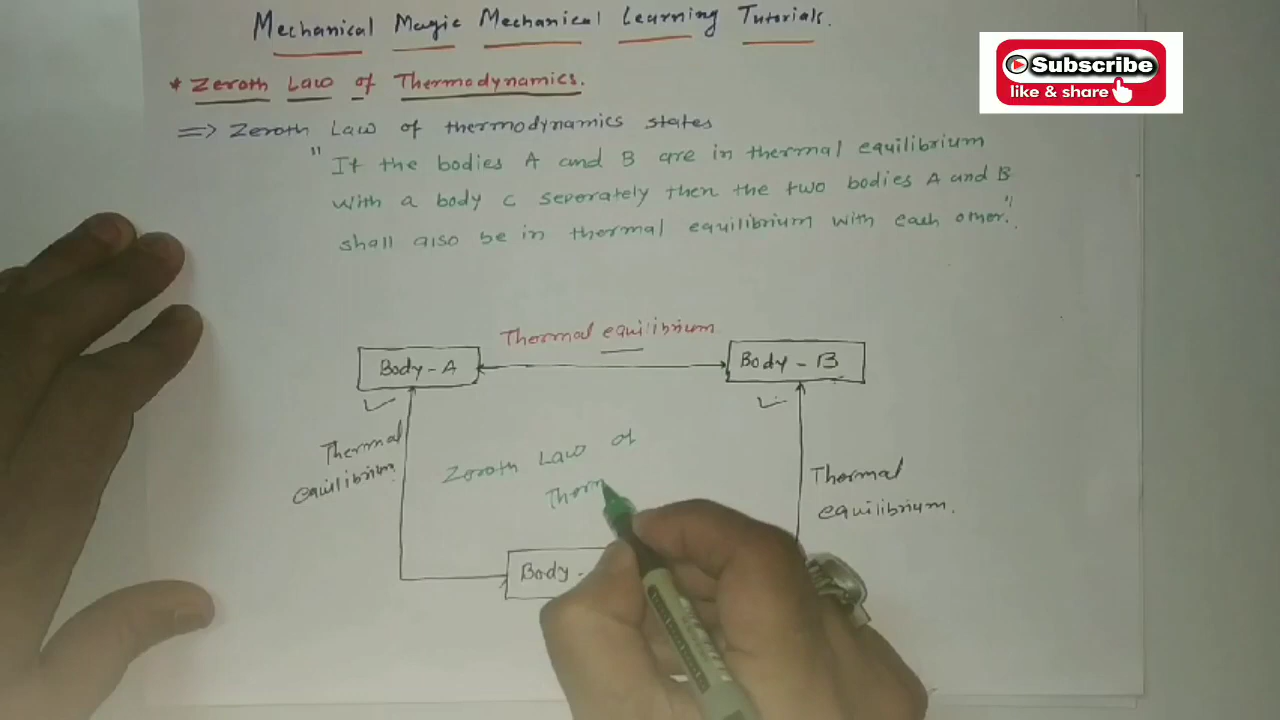 Mechanical Magic Mechanical Learning Tutorials.
Subscribe
like & share
* Zeroth Law of Thermodynamics.
=> Zeroth Law of thermodynamics states
" If the bodies A and B are in thermal equilibrium
with a body C seperately then the two bodies A and B
shall also be in thermal equilibrium with each other."
Thermal equilibrium
Body - A
Body - B
Thermal
equilibrium.
Zeroth Law of
Therm
Thermal
equilibrium.
Body -